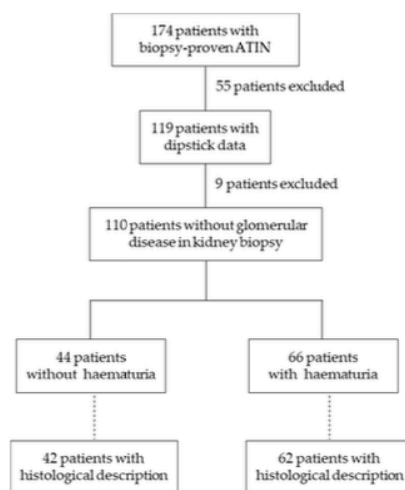 174 patients with
biopsy-proven ATIN
55 patients excluded
119 patients with
dipstick data
9 patients excluded
110 patients without glomerular
disease in kidney biopsy
44 patients
without haematuria
66 patients
with haematuria
42 patients with
histological description
62 patients with
histological description